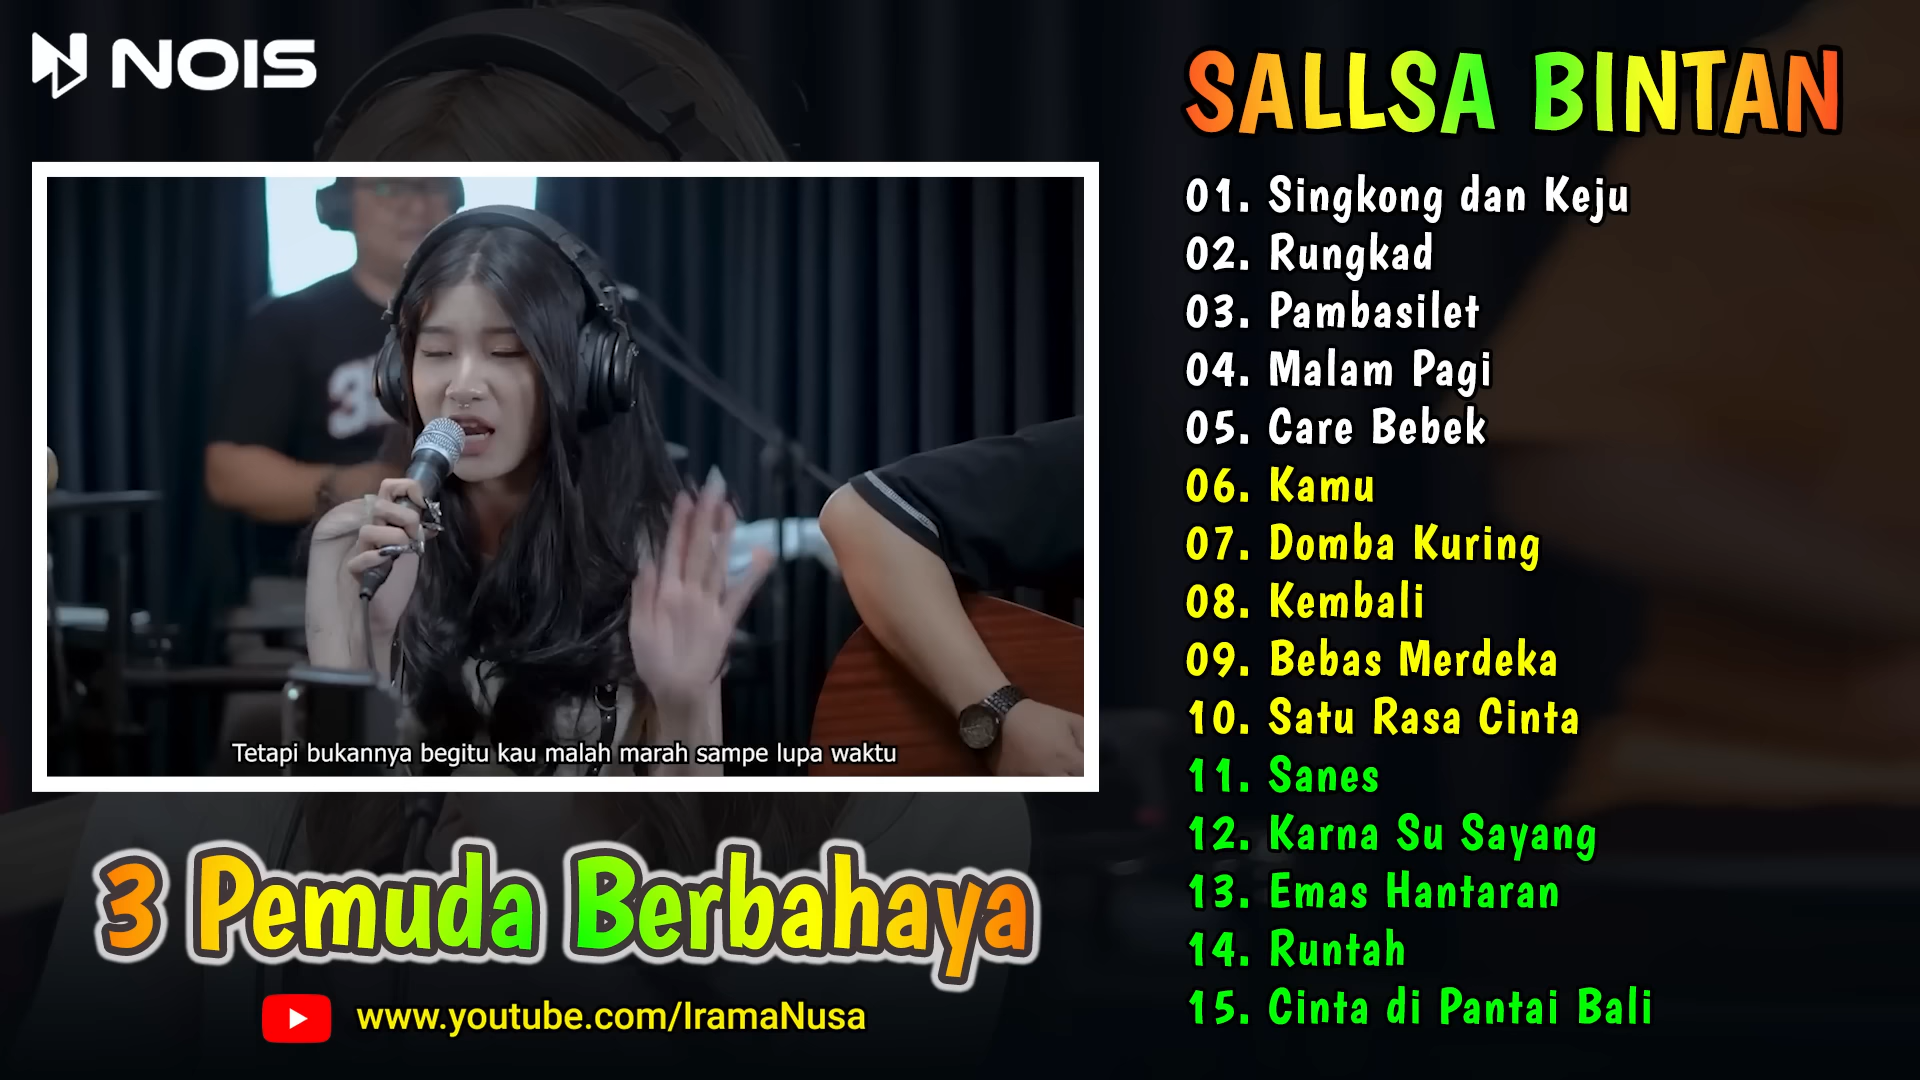 NOIS
SALLSA BINTAN
01. Singkong dan Keju
02. Rungkad
03. Pambasilet
04. Malam Pagi
05. Care Bebek
06. Kamu
07. Domba Kuring
08. Kembali
09. Bebas Merdeka
10. Satu Rasa Cinta
11. Sanes
12. Karna Su Sayang
13. Emas Hantaran
14. Runtah
15. Cinta di Pantai Bali
3
Tetapi bukannya begitu kau malah marah sampe lupa waktu
3 Pemuda Berbahaya
www.youtube.com/IramaNusa